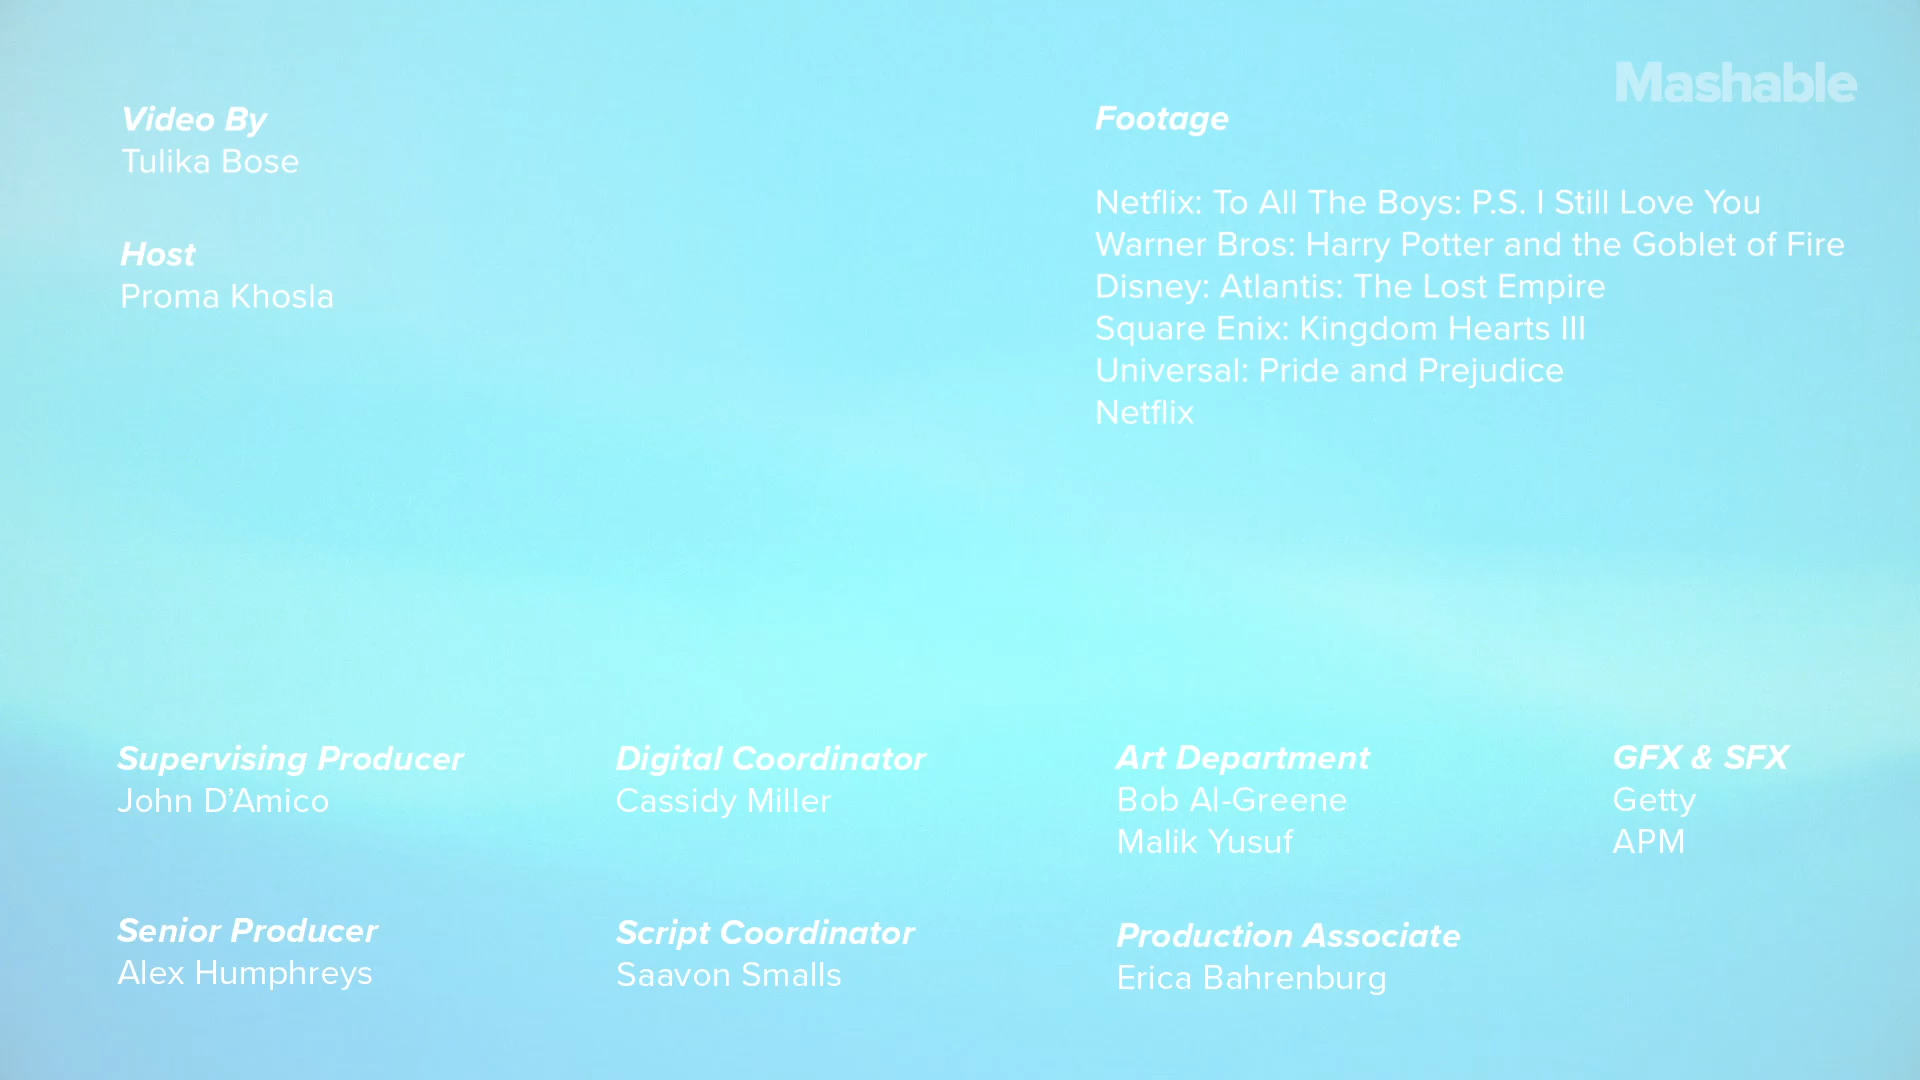 Mashable
Video By
Tulika Bose
Host
Proma Khosla
Footage
Netflix: To All The Boys: P.S. I Still Love You
Warner Bros: Harry Potter and the Goblet of Fire
Disney: Atlantis: The Lost Empire
Square Enix: Kingdom Hearts III
Universal: Pride and Prejudice
Netflix
Supervising Producer
John D’Amico
Digital Coordinator
Cassidy Miller
Art Department
Bob Al-Greene
Malik Yusuf
GFX & SFX
Getty
APM
Senior Producer
Alex Humphreys
Script Coordinator
Saavon Smalls
Production Associate
Erica Bahrenburg